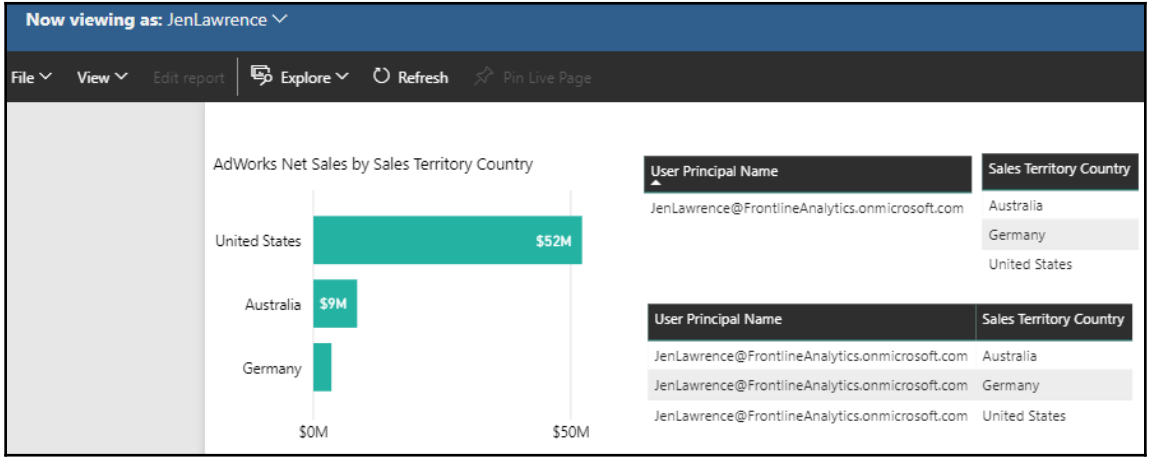 Now viewing as: JenLawrence
File View Edit report Explore Refresh Pin Live Page
AdWorks Net Sales by Sales Territory Country
United States $52M
Australia $9M
Germany
$0M $50M
User Principal Name
JenLawrence@FrontlineAnalytics.onmicrosoft.com
Sales Territory Country
Australia
Germany
United States
User Principal Name Sales Territory Country
JenLawrence@FrontlineAnalytics.onmicrosoft.com Australia
JenLawrence@FrontlineAnalytics.onmicrosoft.com Germany
JenLawrence@FrontlineAnalytics.onmicrosoft.com United States